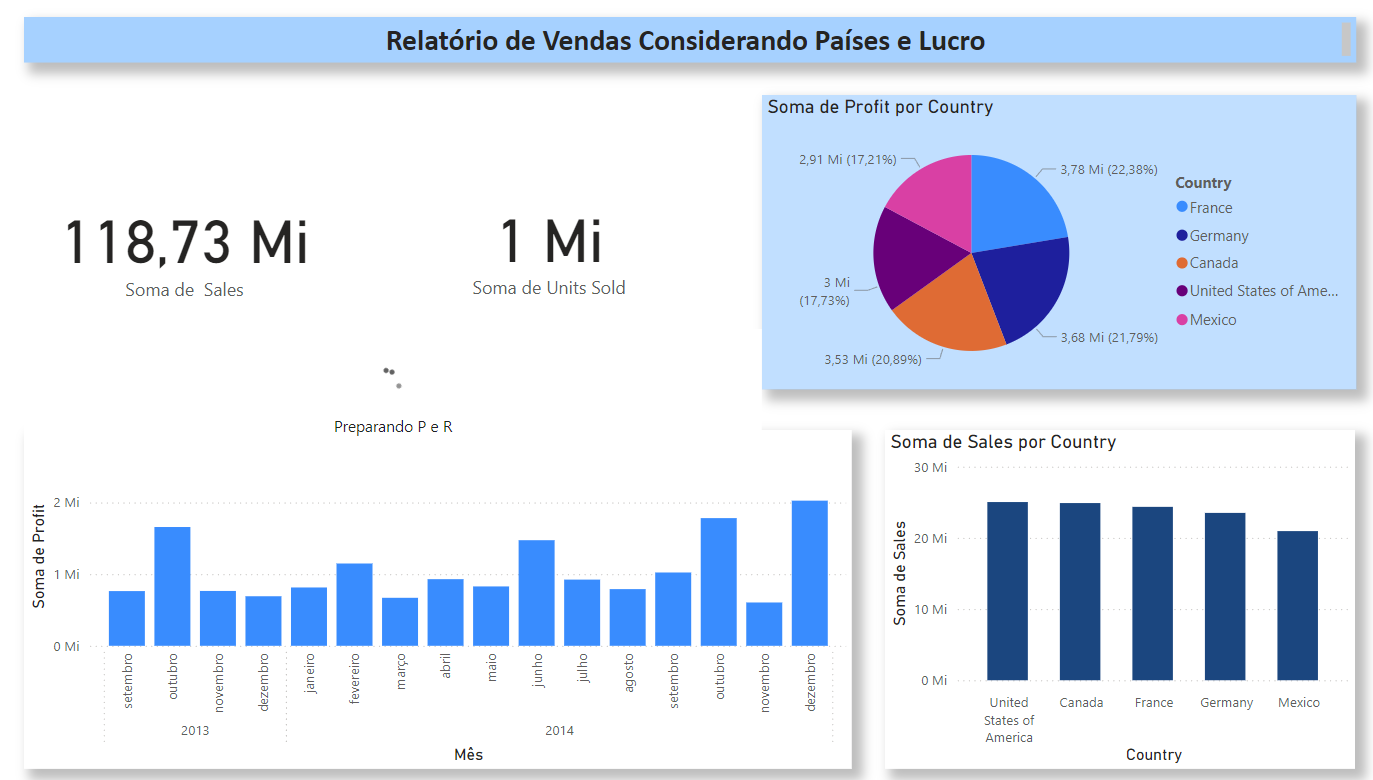 Relatório de Vendas Considerando Países e Lucro
118,73 Mi
Soma de  Sales
1 Mi
Soma de Units Sold
Preparando P e R
Soma de Profit por Country
2,91 Mi (17,21%)
3,78 Mi (22,38%)
3 Mi
(17,73%)
3,53 Mi (20,89%)
3,68 Mi (21,79%)
Country
France
Germany
Canada
United States of Ame...
Mexico
Soma de Profit
2 Mi
1 Mi
0 Mi
setembro
outubro
novembro
dezembro
janeiro
fevereiro
março
abril
maio
junho
julho
agosto
setembro
outubro
novembro
dezembro
2013
2014
Mês
Soma de Sales por Country
Soma de Sales
30 Mi
20 Mi
10 Mi
0 Mi
United
States of
America
Canada
France
Germany
Mexico
Country